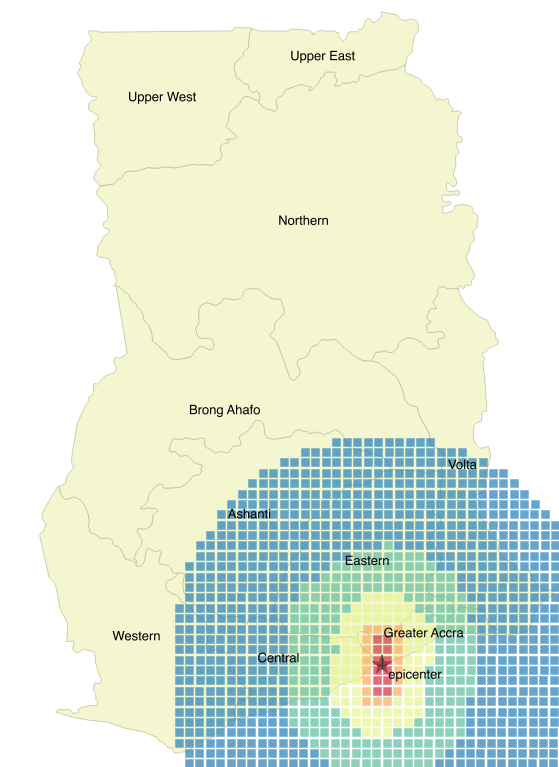 Upper East
Upper West
Northern
Brong Ahafo
Volta
Ashanti
Eastern
Greater Accra
Western
Central
epicenter